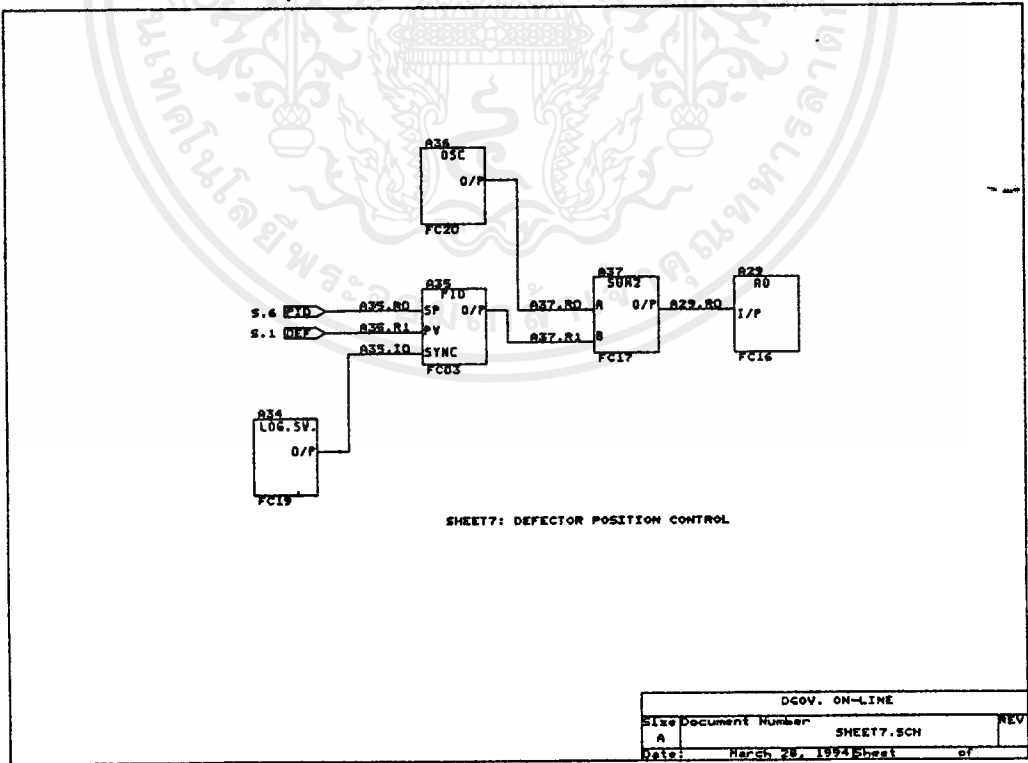 A36
OSC
O/P
FC20
A35
PID
S.6 PID A35.R0 SP O/P
S.1 DEF A35.R1 PV
A35.I0 SYNC
FC03
A37
SUM2
A37.R0 A O/P A29.R0
A37.R1 B
FC17
A29
AO
I/P
FC16
A34
LOG.SW.
O/P
FC19
SHEET7: DEFECTOR POSITION CONTROL
DGOV. ON-LINE
Size Document Number REV
A SHEET7.SCH
Date: March 28, 1994 Sheet of